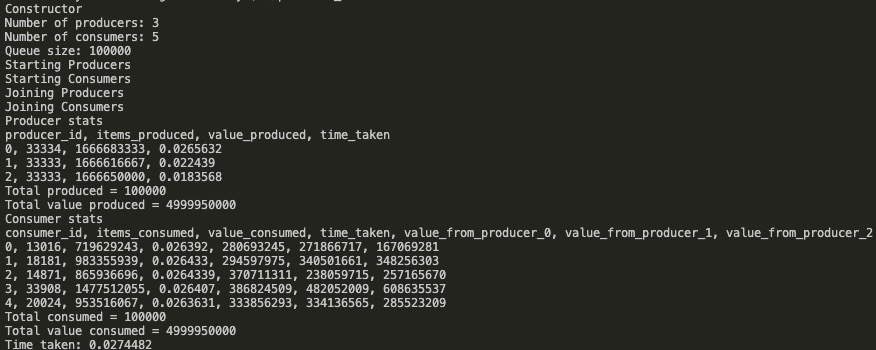 Constructor
Number of producers: 3
Number of consumers: 5
Queue size: 100000
Starting Producers
Starting Consumers
Joining Producers
Joining Consumers
Producer stats
producer_id, items_produced, value_produced, time_taken
0, 33334, 1666683333, 0.0265632
1, 33333, 1666616667, 0.022439
2, 33333, 1666650000, 0.0183568
Total produced = 100000
Total value produced = 4999950000
Consumer stats
consumer_id, items_consumed, value_consumed, time_taken, value_from_producer_0, value_from_producer_1, value_from_producer_2
0, 13016, 719629243, 0.026392, 280693245, 271866717, 167069281
1, 18181, 983355939, 0.026433, 294597975, 340501661, 348256303
2, 14871, 865936696, 0.0264339, 370711311, 238059715, 257165670
3, 33908, 1477512055, 0.026407, 386824509, 482052009, 608635537
4, 20024, 953516067, 0.0263631, 333856293, 334136565, 285523209
Total consumed = 100000
Total value consumed = 4999950000
Time taken: 0.0274482